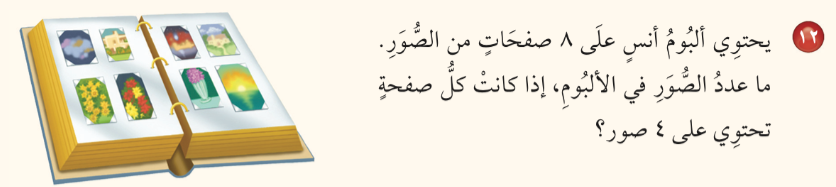 ١٢ يحتوِي ألبُومُ أنسٍ علَى ٨ صفحَاتٍ من الصُّوَرِ.
ما عددُ الصُّوَرِ في الألبُومِ، إذا كانتْ كلُّ صفحةٍ
تحتوِي على ٤ صور؟